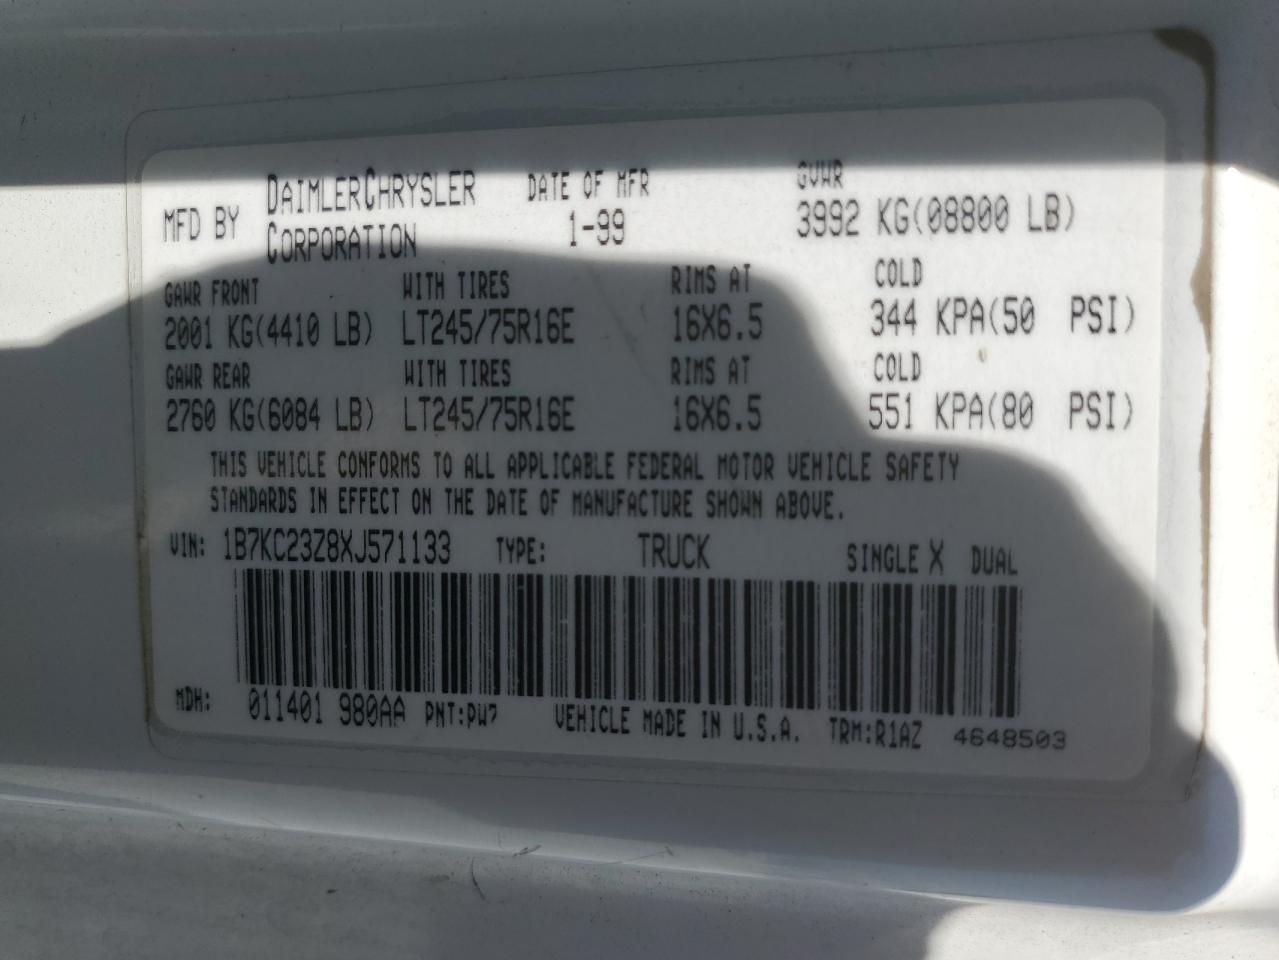 MFD BY DAIMLERCHRYSLER CORPORATION DATE OF MFR 1-99 GVWR 3992 KG(08800 LB)
GAWR FRONT WITH TIRES RIMS AT COLD
2001 KG(4410 LB) LT245/75R16E 16X6.5 344 KPA(50 PSI)
GAWR REAR WITH TIRES RIMS AT COLD
2760 KG(6084 LB) LT245/75R16E 16X6.5 551 KPA(80 PSI)
THIS VEHICLE CONFORMS TO ALL APPLICABLE FEDERAL MOTOR VEHICLE SAFETY
STANDARDS IN EFFECT ON THE DATE OF MANUFACTURE SHOWN ABOVE.
VIN: 1B7KC23Z8XJ571133 TYPE: TRUCK SINGLE X DUAL
MDH: 011401 980AA PNT:PW7 VEHICLE MADE IN U.S.A. TRM:R1AZ 4648503